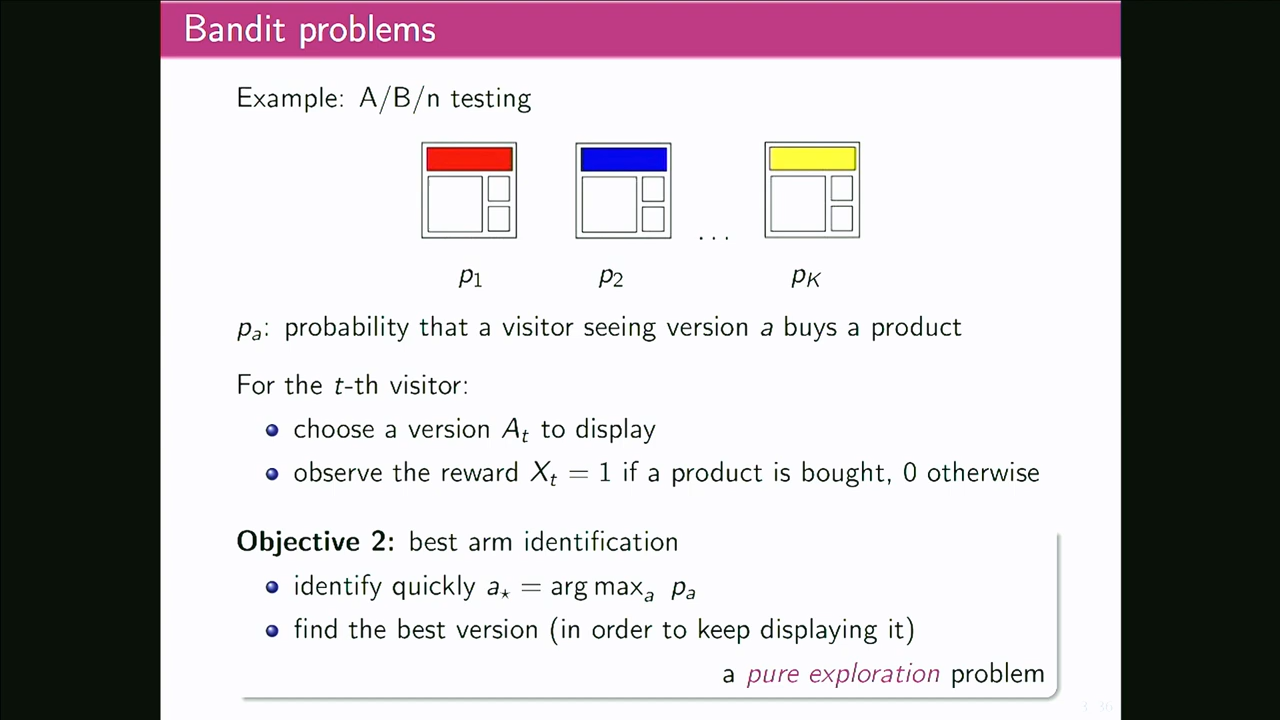 Bandit problems
Example: A/B/n testing
. . .
p1 p2 pK
pa: probability that a visitor seeing version a buys a product
For the t-th visitor:
choose a version At to display
observe the reward Xt = 1 if a product is bought, 0 otherwise
Objective 2: best arm identification
identify quickly a⋆ = arg maxa pa
find the best version (in order to keep displaying it)
a pure exploration problem
3 36